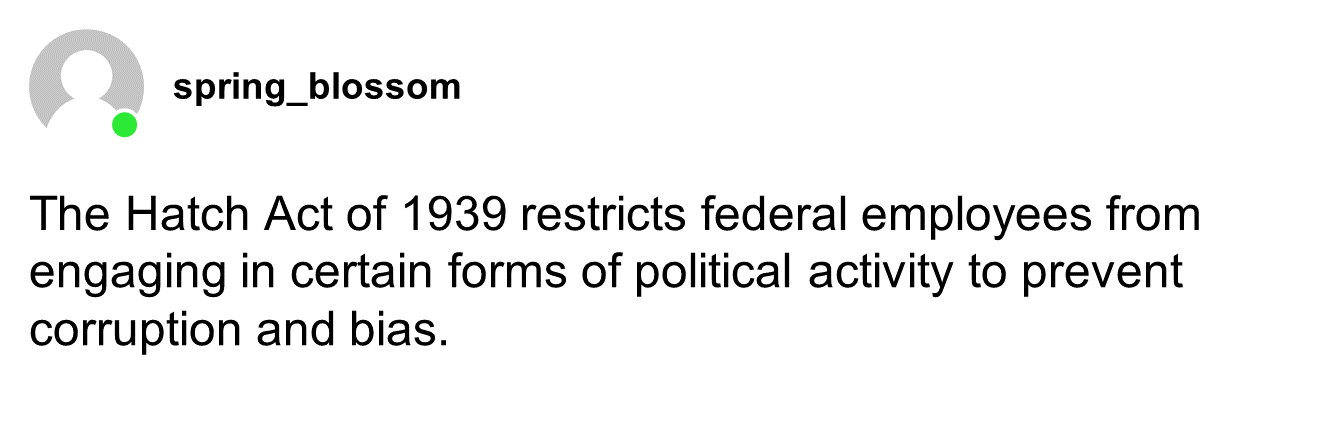 spring_blossom
The Hatch Act of 1939 restricts federal employees from
engaging in certain forms of political activity to prevent
corruption and bias.